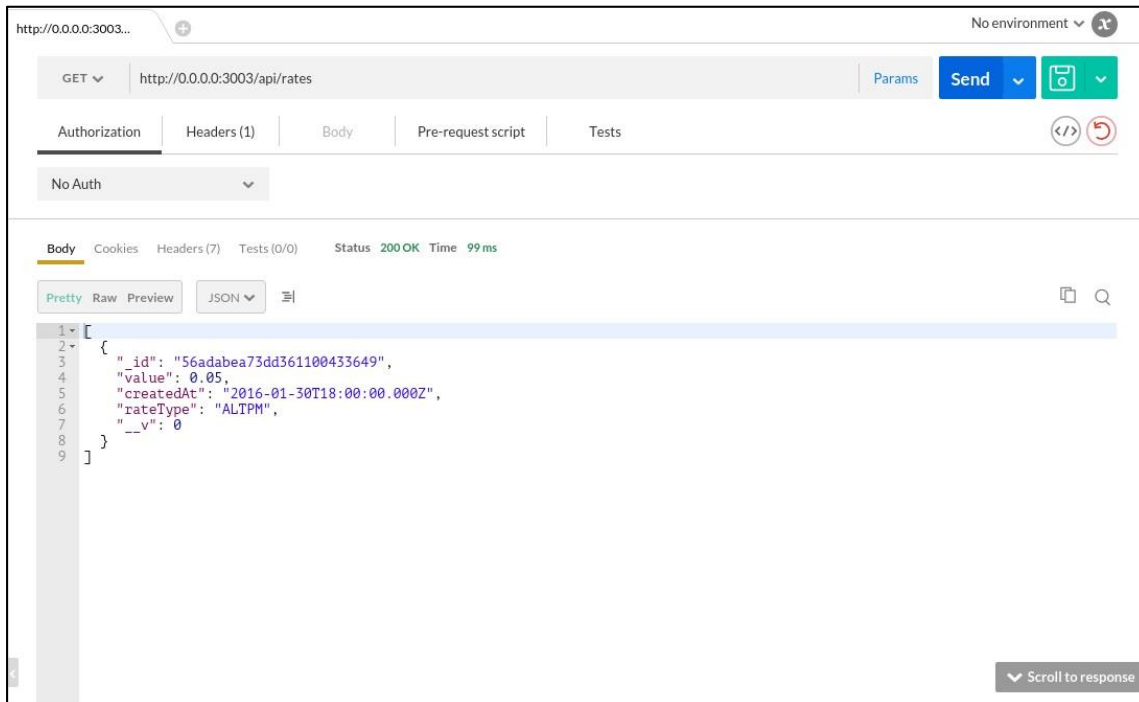 http://0.0.0.0:3003...
No environment
x
GET http://0.0.0.0:3003/api/rates Params Send
Authorization Headers (1) Body Pre-request script Tests
</>
No Auth
Body Cookies Headers (7) Tests (0/0) Status 200 OK Time 99 ms
Pretty Raw Preview JSON
1 [
2 {
3 "_id": "56adabea73dd361100433649",
4 "value": 0.05,
5 "createdAt": "2016-01-30T18:00:00.000Z",
6 "rateType": "ALTPM",
7 "__v": 0
8 }
9 ]
Scroll to response